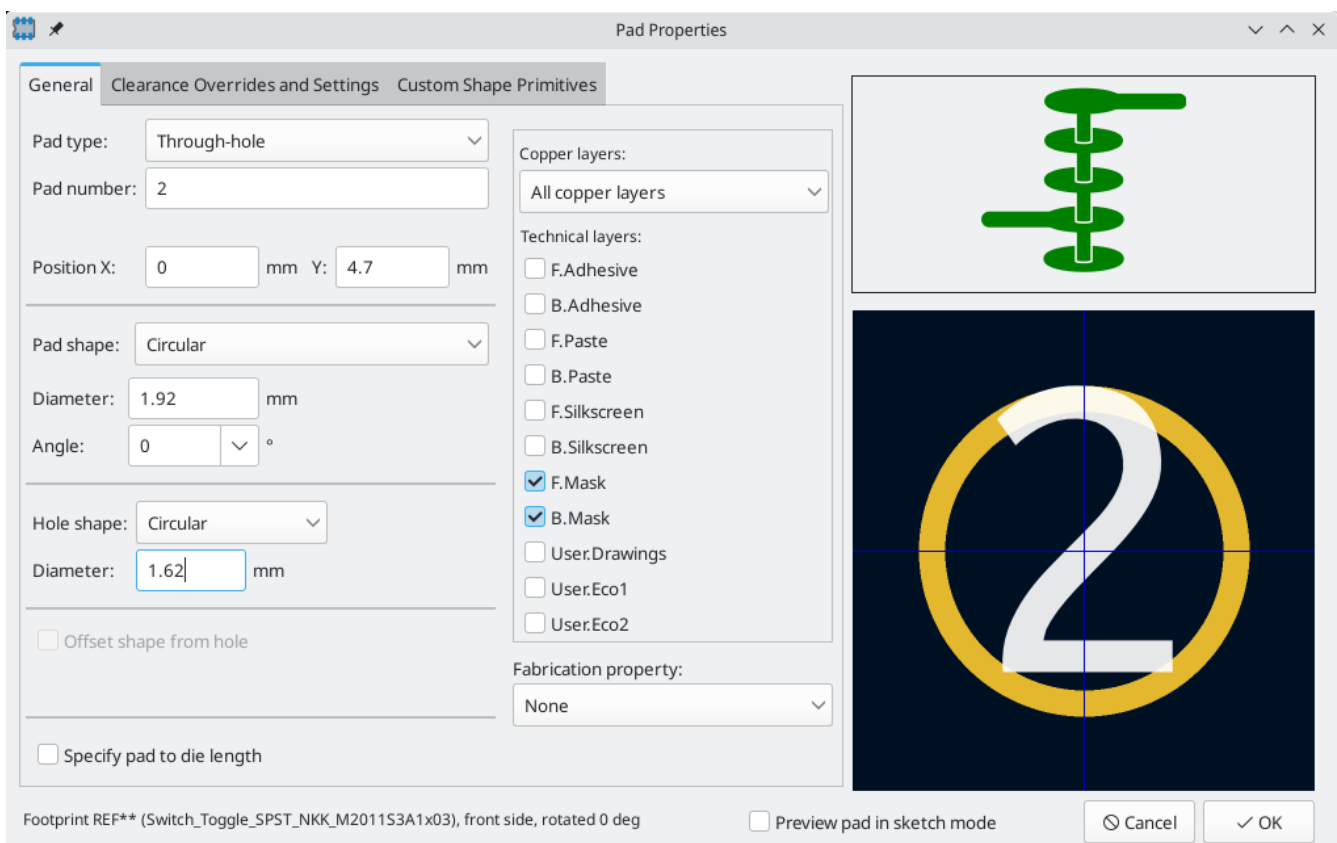 Pad Properties
General Clearance Overrides and Settings Custom Shape Primitives
Pad type: Through-hole
Pad number: 2
Position X: 0 mm Y: 4.7 mm
Pad shape: Circular
Diameter: 1.92 mm
Angle: 0 °
Hole shape: Circular
Diameter: 1.62 mm
Offset shape from hole
Specify pad to die length
Copper layers:
All copper layers
Technical layers:
F.Adhesive
B.Adhesive
F.Paste
B.Paste
F.Silkscreen
B.Silkscreen
F.Mask
B.Mask
User.Drawings
User.Eco1
User.Eco2
Fabrication property:
None
2
Footprint REF** (Switch_Toggle_SPST_NKK_M2011S3A1x03), front side, rotated 0 deg
Preview pad in sketch mode
Cancel OK